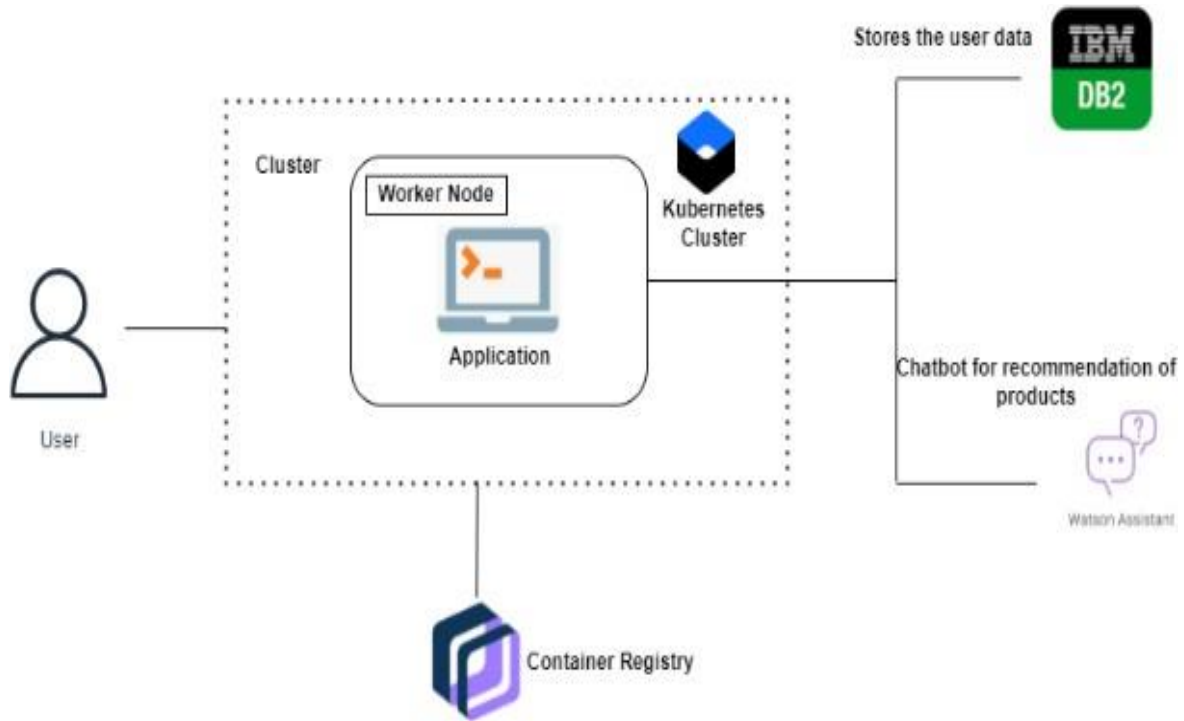 Stores the user data
IBM
DB2
Cluster
Worker Node
Kubernetes
Cluster
Application
User
Chatbot for recommendation of
products
?
Watson Assistant
Container Registry